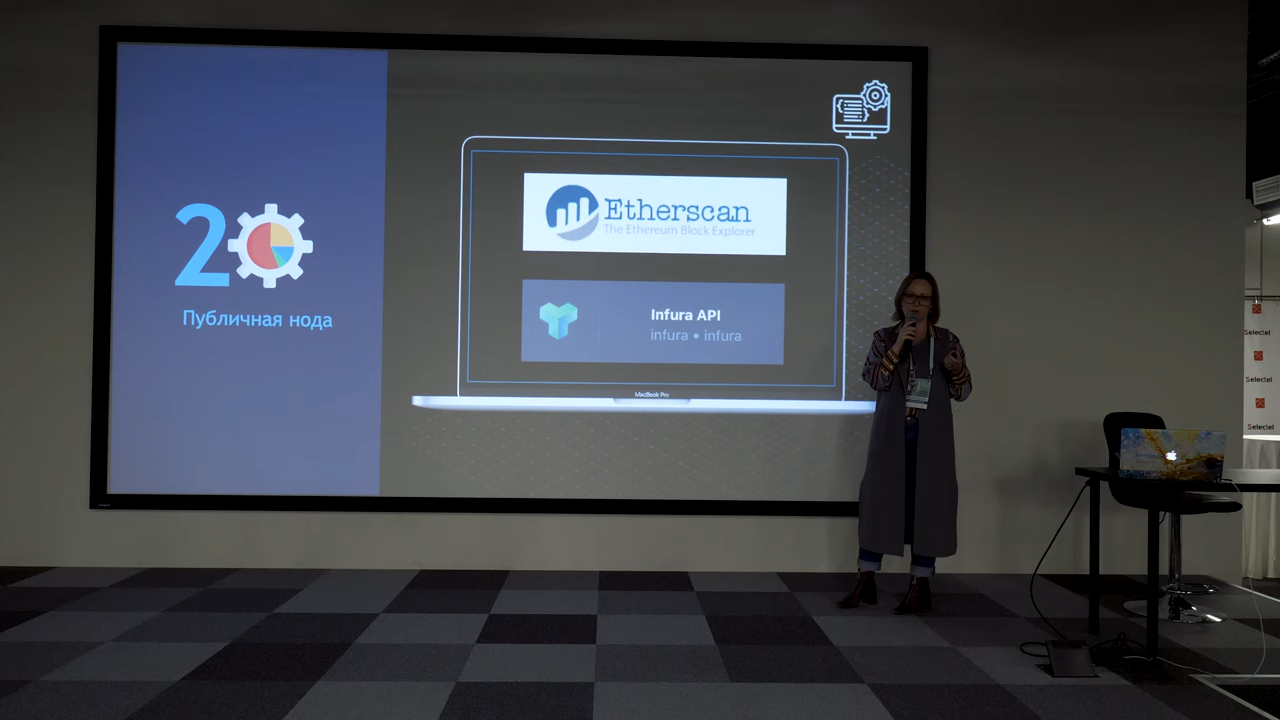 2
Публичная нода
Etherscan
The Ethereum Block Explorer
Infura API
infura • infura
MacBook Pro
Selectel
Selectel
Selectel